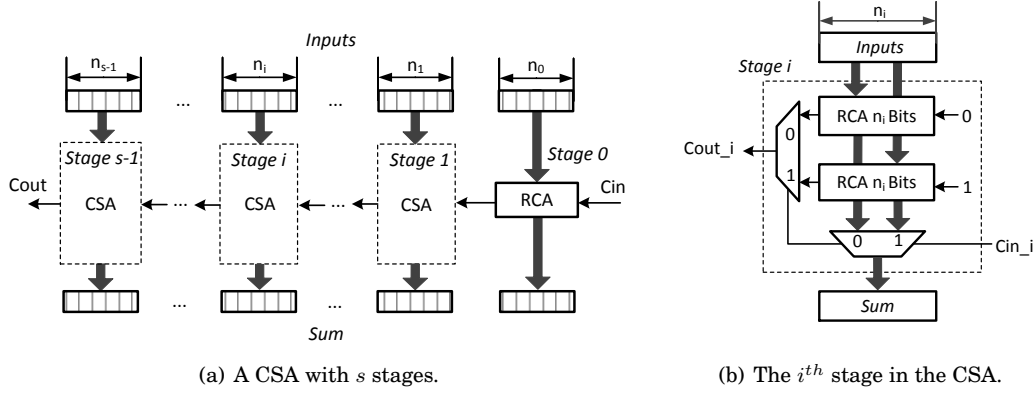 Inputs
n_{s-1} n_i n_1 n_0
... ...
Stage s-1 Stage i Stage 1 Stage 0
Cout CSA ... CSA ... CSA RCA Cin
... ...
Sum
(a) A CSA with s stages.
n_i
Inputs
Stage i
RCA n_i Bits 0
0
Cout_i
1
RCA n_i Bits 1
0 1
Cin_i
Sum
(b) The i^{th} stage in the CSA.